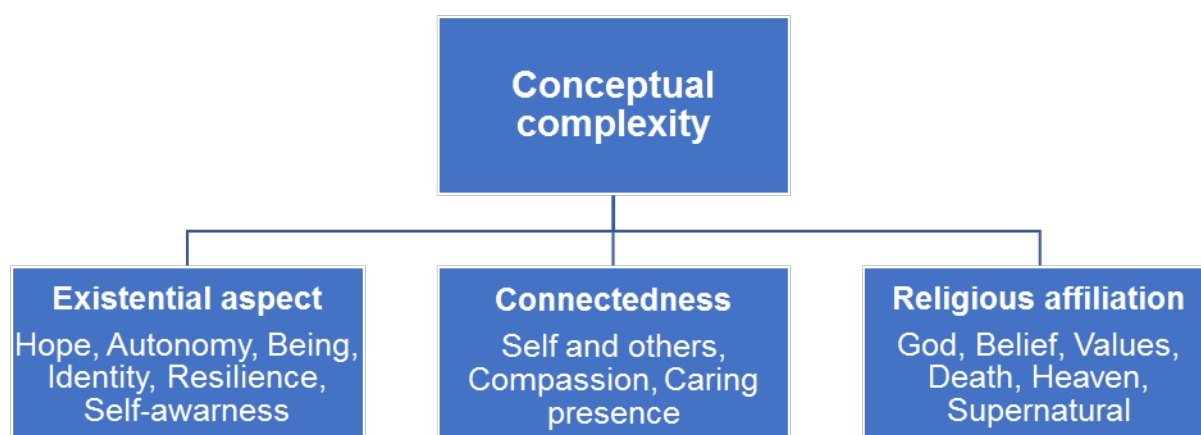 Conceptual
complexity
Existential aspect
Hope, Autonomy, Being,
Identity, Resilience,
Self-awarness
Connectedness
Self and others,
Compassion, Caring
presence
Religious affiliation
God, Belief, Values,
Death, Heaven,
Supernatural